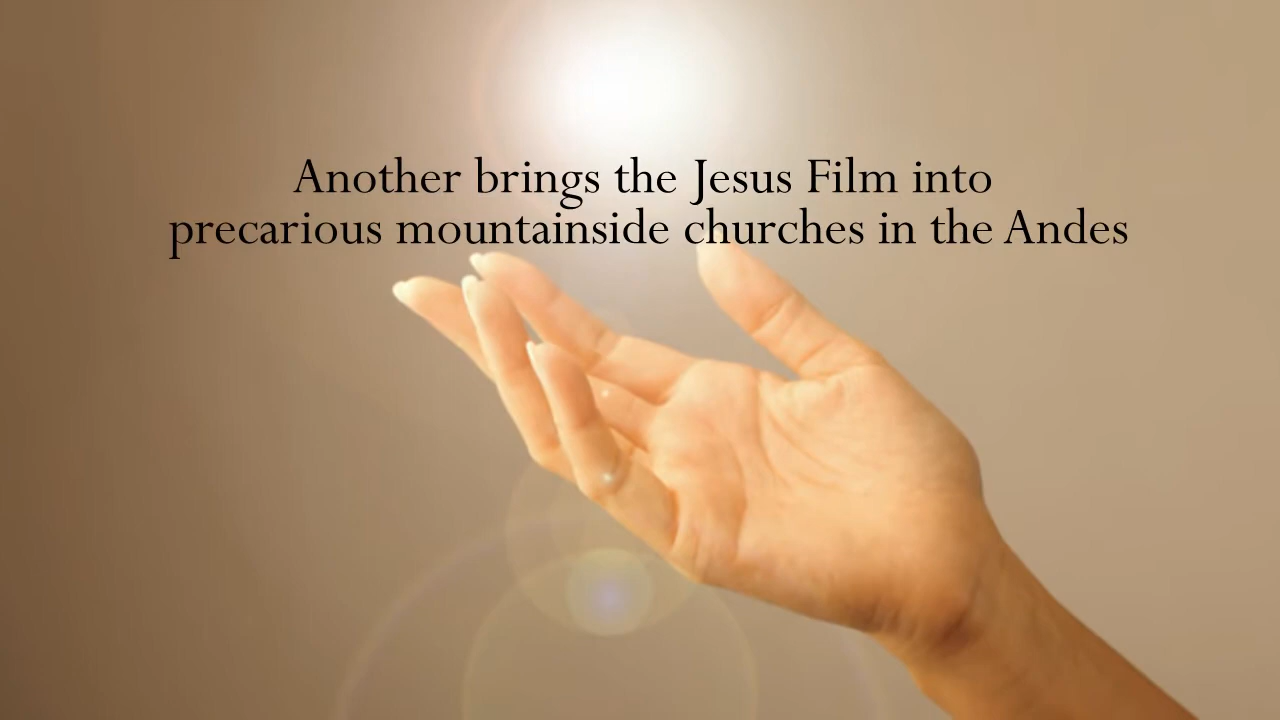 Another brings the Jesus Film into
precarious mountainside churches in the Andes